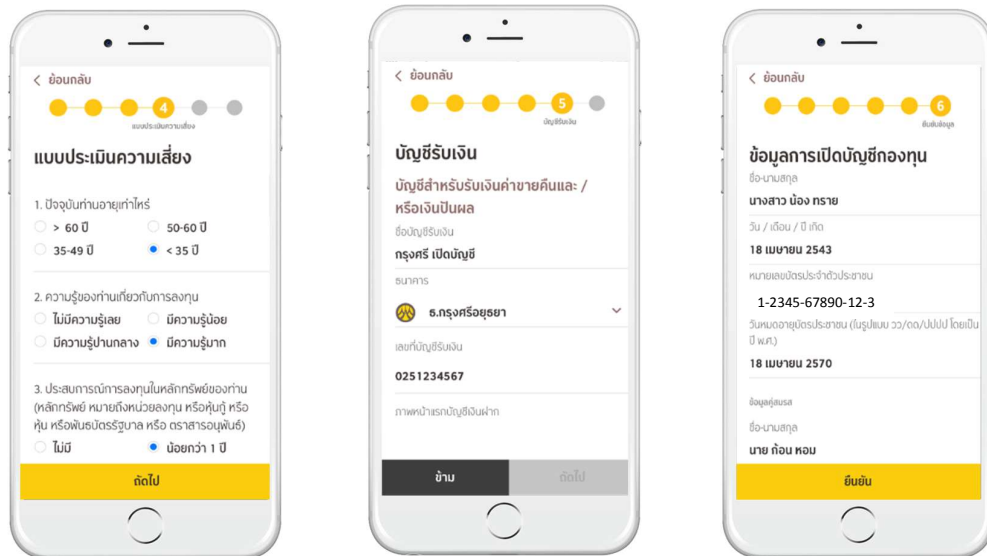 < ย้อนกลับ
4
แบบประเมินความเสี่ยง
แบบประเมินความเสี่ยง
1. ปัจจุบันท่านอายุเท่าไหร่
> 60 ปี
50-60 ปี
35-49 ปี
< 35 ปี
2. ความรู้ของท่านเกี่ยวกับการลงทุน
ไม่มีความรู้เลย
มีความรู้น้อย
มีความรู้ปานกลาง
มีความรู้มาก
3. ประสบการณ์การลงทุนในหลักทรัพย์ของท่าน
(หลักทรัพย์ หมายถึงหน่วยลงทุน หรือหุ้นกู้ หรือ
หุ้น หรือพันธบัตรรัฐบาล หรือ ตราสารอนุพันธ์)
ไม่มี
น้อยกว่า 1 ปี
ถัดไป
< ย้อนกลับ
5
บัญชีรับเงิน
บัญชีรับเงิน
บัญชีสำหรับรับเงินค่าขายคืนและ /
หรือเงินปันผล
ชื่อบัญชีรับเงิน
กรุงศรี เปิดบัญชี
ธนาคาร
ธ.กรุงศรีอยุธยา
เลขที่บัญชีรับเงิน
0251234567
ภาพหน้าแรกบัญชีเงินฝาก
ข้าม
ถัดไป
< ย้อนกลับ
6
ยืนยันข้อมูล
ข้อมูลการเปิดบัญชีกองทุน
ชื่อ-นามสกุล
นางสาว น้อง ทราย
วัน / เดือน / ปี เกิด
18 เมษายน 2543
หมายเลขบัตรประจำตัวประชาชน
1-2345-67890-12-3
วันหมดอายุบัตรประชาชน (ในรูปแบบ วว/ดด/ปปปป โดยเป็น
ปี พ.ศ.)
18 เมษายน 2570
ข้อมูลคู่สมรส
ชื่อ-นามสกุล
นาย ก้อน หอม
ยืนยัน